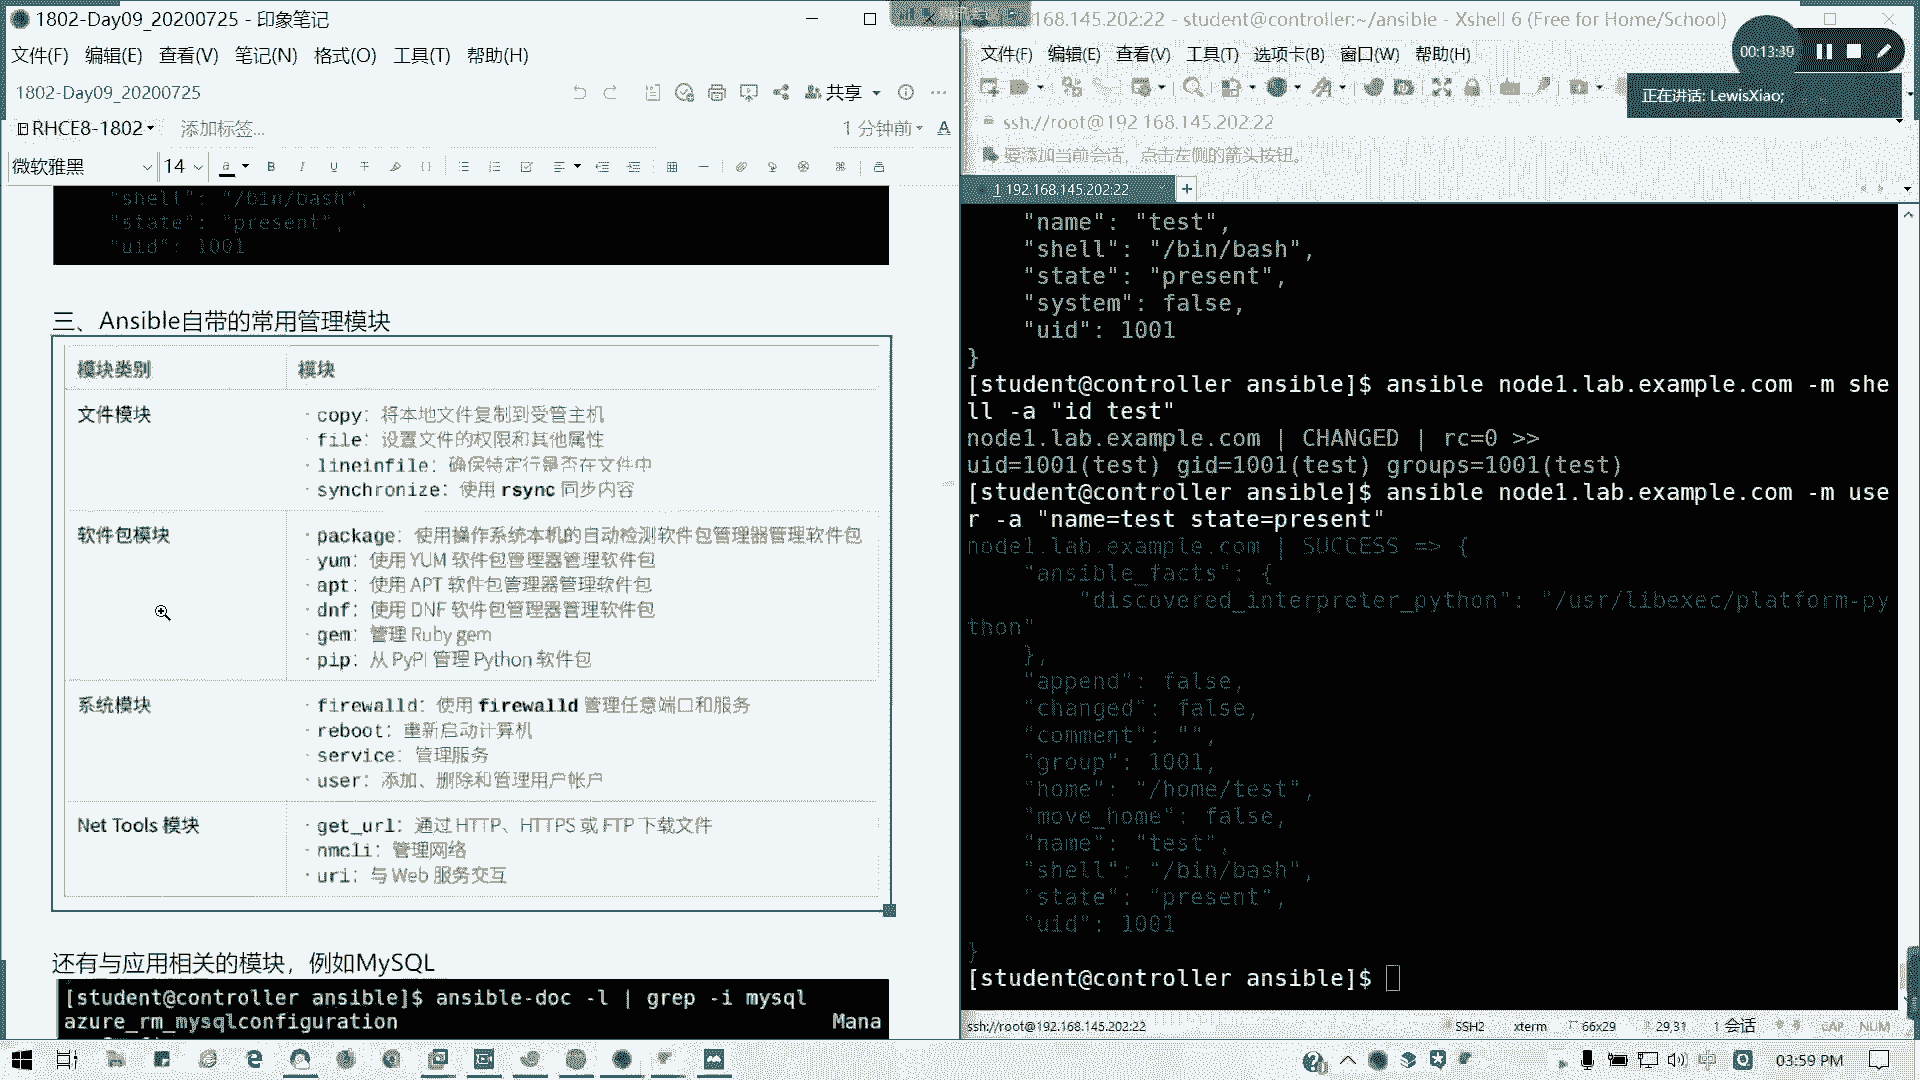 1802-Day09_20200725 - 印象笔记
文件(F) 编辑(E) 查看(V) 笔记(N) 格式(O) 工具(T) 帮助(H)
1802-Day09_20200725
共享
RHCE8-1802
添加标签...
1 分钟前
微软雅黑
14
"shell": "/bin/bash",
"state": "present",
"uid": 1001
三、Ansible自带的常用管理模块
模块类别 模块
文件模块
· copy：将本地文件复制到受管主机
· file：设置文件的权限和其他属性
· lineinfile：确保特定行是否在文件中
· synchronize：使用 rsync 同步内容
软件包模块
· package：使用操作系统本机的自动检测软件包管理器管理软件包
· yum：使用 YUM 软件包管理器管理软件包
· apt：使用 APT 软件包管理器管理软件包
· dnf：使用 DNF 软件包管理器管理软件包
· gem：管理 Ruby gem
· pip：从 PyPI 管理 Python 软件包
系统模块
· firewalld：使用 firewalld 管理任意端口和服务
· reboot：重新启动计算机
· service：管理服务
· user：添加、删除和管理用户帐户
Net Tools 模块
· get_url：通过 HTTP、HTTPS 或 FTP 下载文件
· nmcli：管理网络
· uri：与 Web 服务交互
还有与应用相关的模块，例如MySQL
[student@controller ansible]$ ansible-doc -l | grep -i mysql
azure_rm_mysqlconfiguration Mana
168.145.202:22 - student@controller:~/ansible - Xshell 6 (Free for Home/School)
文件(F) 编辑(E) 查看(V) 工具(T) 选项卡(B) 窗口(W) 帮助(H)
00:13:39
正在讲话: LewisXiao;
ssh://root@192.168.145.202:22
要添加当前会话，点击左侧的箭头按钮。
1 192.168.145.202:22
"name": "test",
"shell": "/bin/bash",
"state": "present",
"system": false,
"uid": 1001
}
[student@controller ansible]$ ansible node1.lab.example.com -m she
ll -a "id test"
node1.lab.example.com | CHANGED | rc=0 >>
uid=1001(test) gid=1001(test) groups=1001(test)
[student@controller ansible]$ ansible node1.lab.example.com -m use
r -a "name=test state=present"
node1.lab.example.com | SUCCESS => {
"ansible_facts": {
"discovered_interpreter_python": "/usr/libexec/platform-py
thon"
},
"append": false,
"changed": false,
"comment": "",
"group": 1001,
"home": "/home/test",
"move_home": false,
"name": "test",
"shell": "/bin/bash",
"state": "present",
"uid": 1001
}
[student@controller ansible]$
ssh://root@192.168.145.202:22 SSH2 xterm 66x29 29,31 1 会话 CAP NUM
03:59 PM